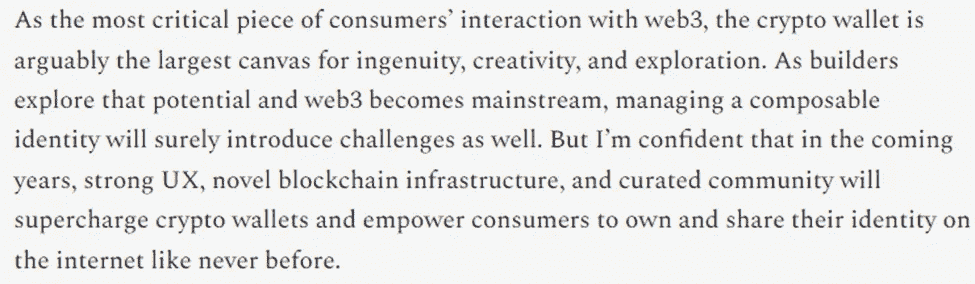 As the most critical piece of consumers’ interaction with web3, the crypto wallet is
arguably the largest canvas for ingenuity, creativity, and exploration. As builders
explore that potential and web3 becomes mainstream, managing a composable
identity will surely introduce challenges as well. But I’m confident that in the coming
years, strong UX, novel blockchain infrastructure, and curated community will
supercharge crypto wallets and empower consumers to own and share their identity on
the internet like never before.